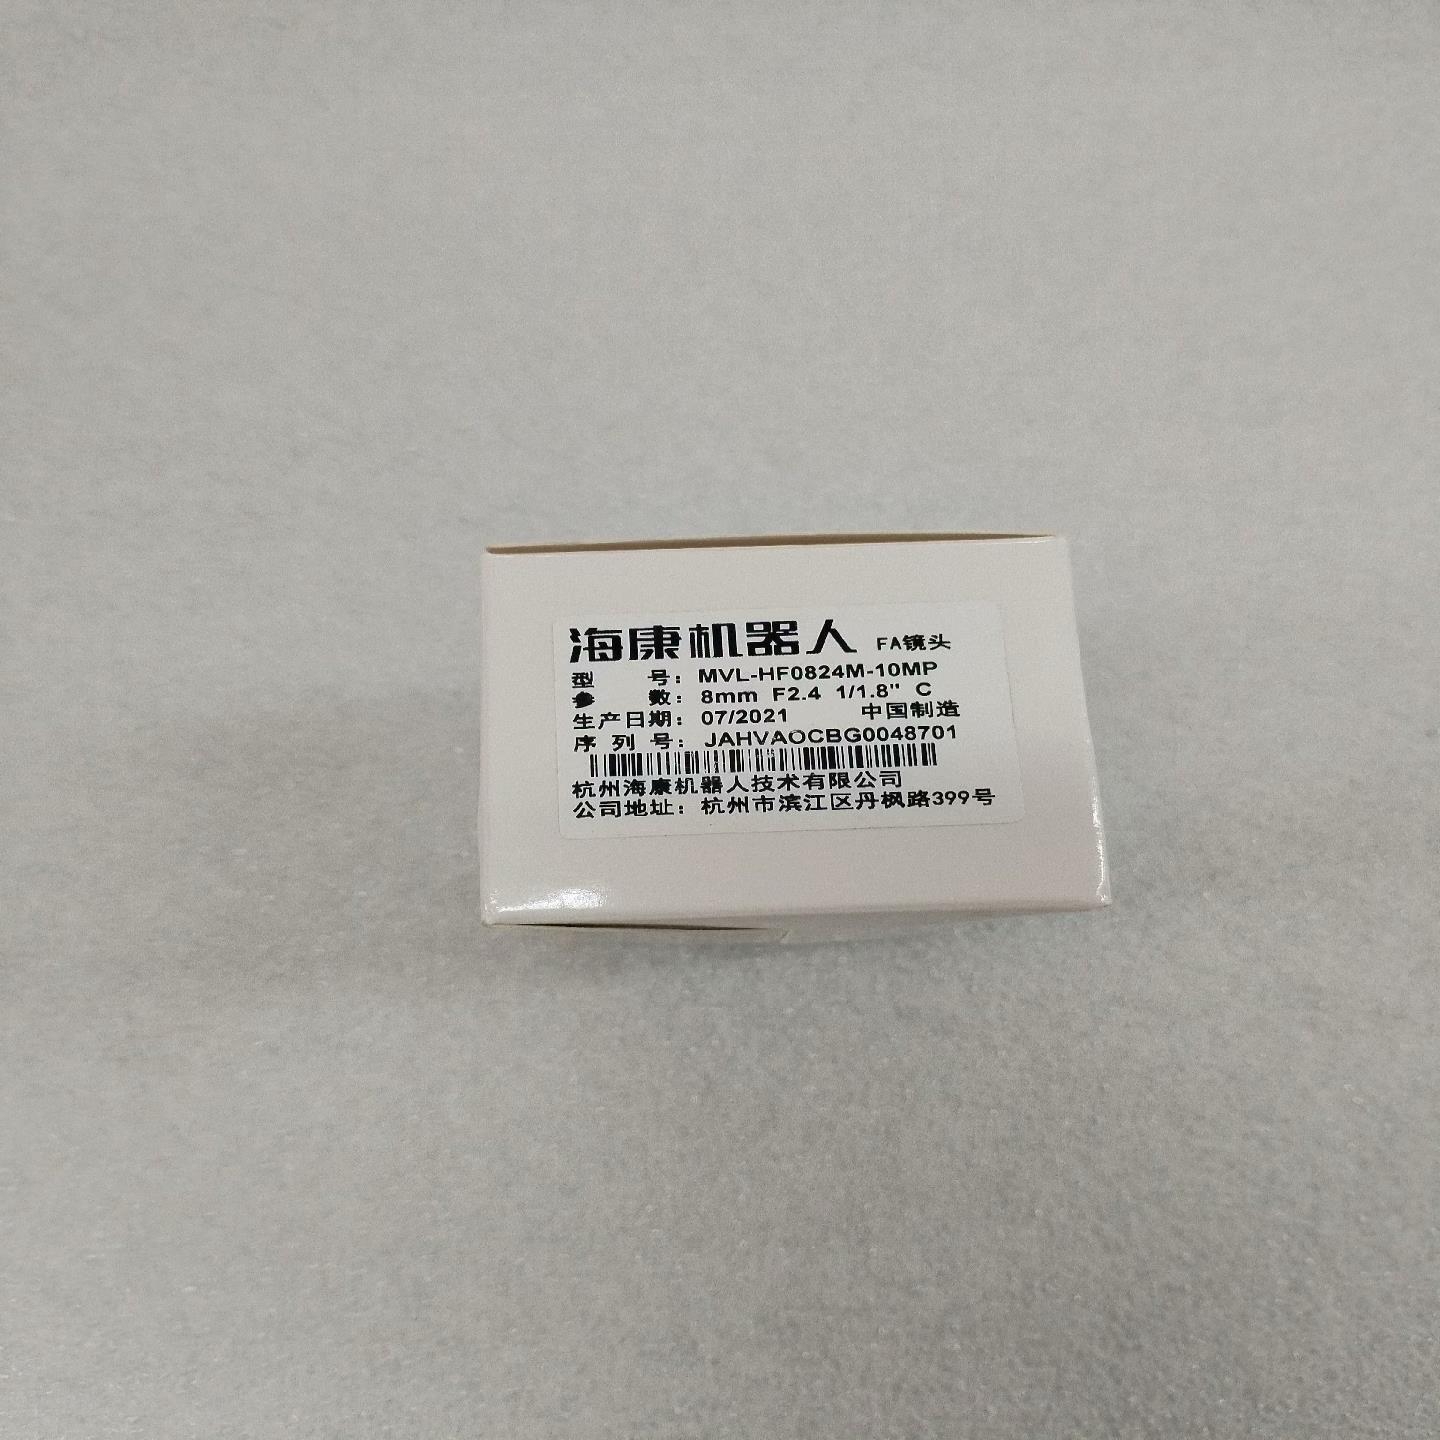 海康机器人 FA镜头
型 号：MVL-HF0824M-10MP
参 数：8mm F2.4 1/1.8" C
生产日期：07/2021 中国制造
序 列 号：JAHVAOCBG0048701
杭州海康机器人技术有限公司
公司地址：杭州市滨江区丹枫路399号